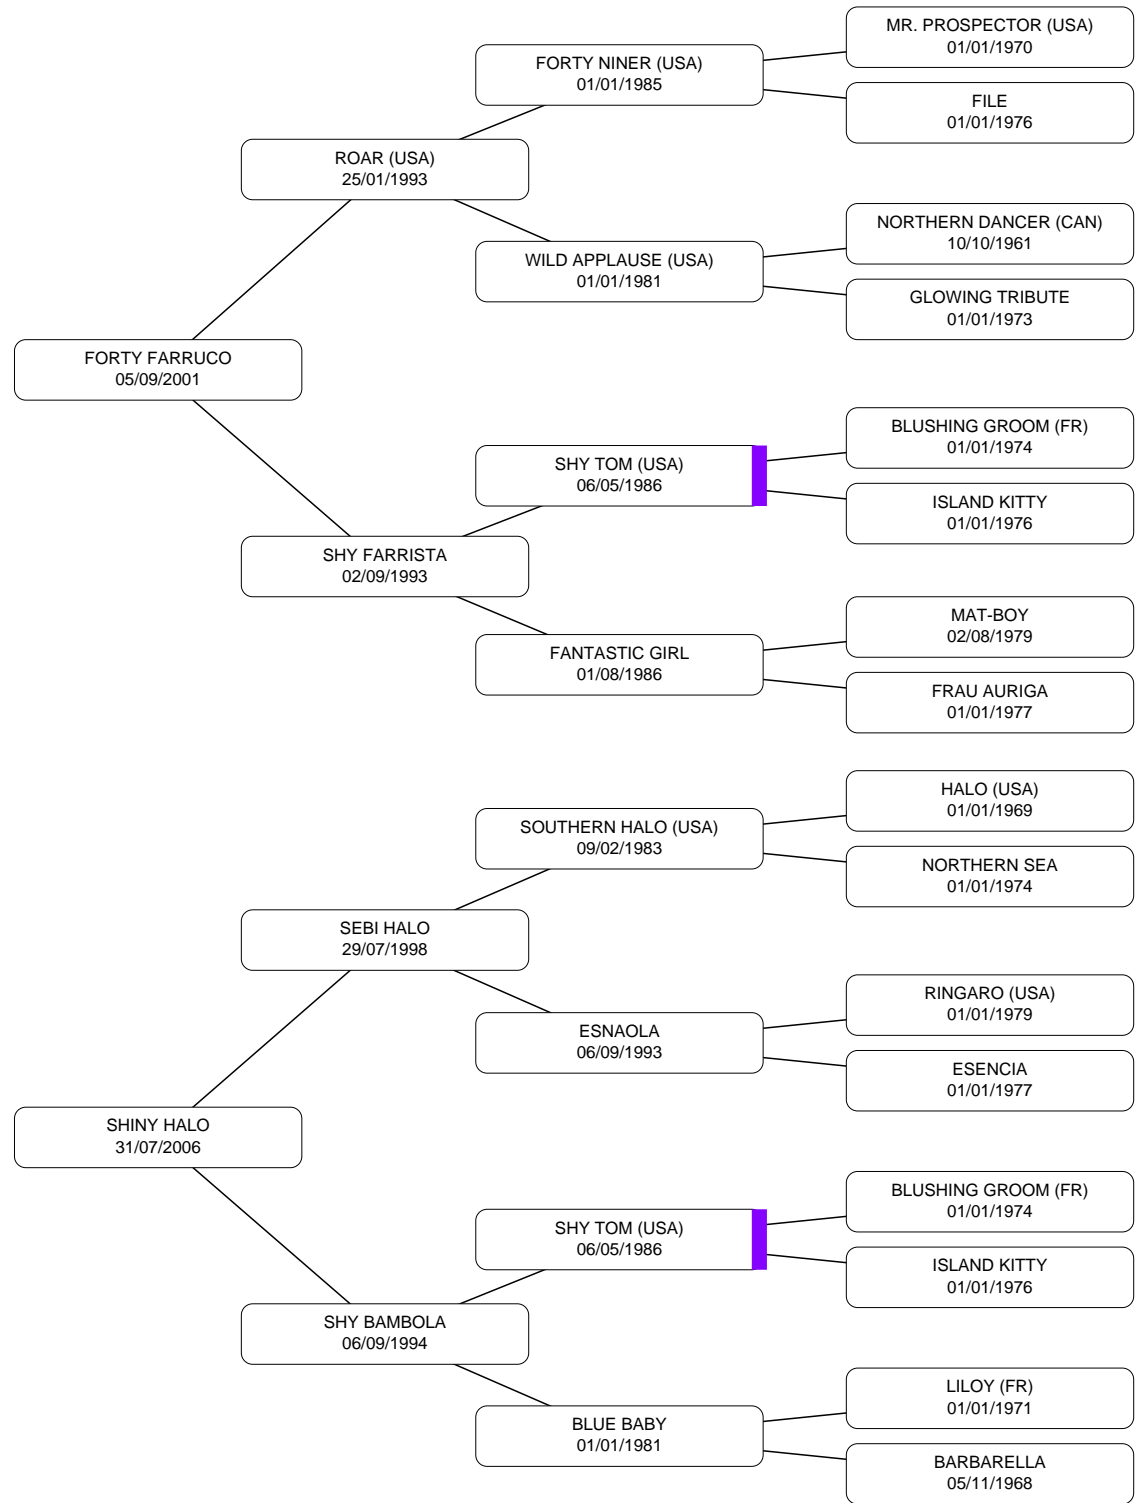 MR. PROSPECTOR (USA)
01/01/1970
FORTY NINER (USA)
01/01/1985
FILE
01/01/1976
ROAR (USA)
25/01/1993
NORTHERN DANCER (CAN)
10/10/1961
WILD APPLAUSE (USA)
01/01/1981
GLOWING TRIBUTE
01/01/1973
FORTY FARRUCO
05/09/2001
BLUSHING GROOM (FR)
01/01/1974
SHY TOM (USA)
06/05/1986
ISLAND KITTY
01/01/1976
SHY FARRISTA
02/09/1993
MAT-BOY
02/08/1979
FANTASTIC GIRL
01/08/1986
FRAU AURIGA
01/01/1977
HALO (USA)
01/01/1969
SOUTHERN HALO (USA)
09/02/1983
NORTHERN SEA
01/01/1974
SEBI HALO
29/07/1998
RINGARO (USA)
01/01/1979
ESNAOLA
06/09/1993
ESENCIA
01/01/1977
SHINY HALO
31/07/2006
BLUSHING GROOM (FR)
01/01/1974
SHY TOM (USA)
06/05/1986
ISLAND KITTY
01/01/1976
SHY BAMBOLA
06/09/1994
LILOY (FR)
01/01/1971
BLUE BABY
01/01/1981
BARBARELLA
05/11/1968